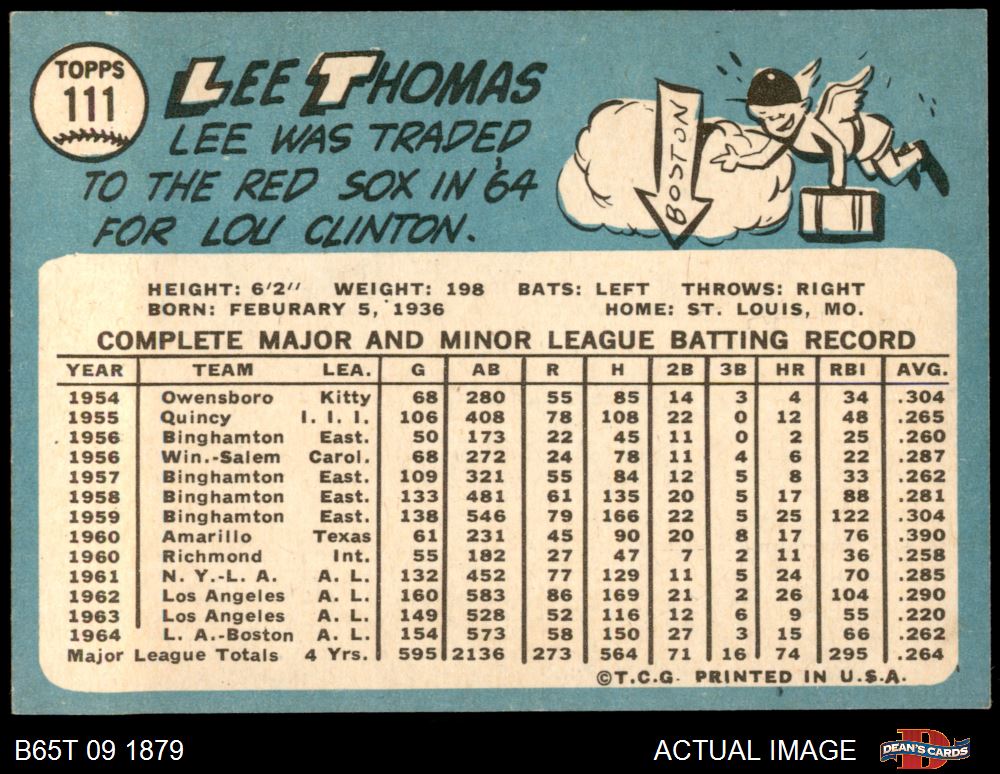 TOPPS
111
LEE THOMAS
LEE WAS TRADED
TO THE RED SOX IN '64
FOR LOU CLINTON.
BOSTON
HEIGHT: 6'2" WEIGHT: 198 BATS: LEFT THROWS: RIGHT
BORN: FEBURARY 5, 1936 HOME: ST. LOUIS, MO.
COMPLETE MAJOR AND MINOR LEAGUE BATTING RECORD
YEAR TEAM LEA. G AB R H 2B 3B HR RBI AVG.
1954 Owensboro Kitty 68 280 55 85 14 3 4 34 .304
1955 Quincy I. I. I. 106 408 78 108 22 0 12 48 .265
1956 Binghamton East. 50 173 22 45 11 0 2 25 .260
1956 Win.-Salem Carol. 68 272 24 78 11 4 6 22 .287
1957 Binghamton East. 109 321 55 84 12 5 8 33 .262
1958 Binghamton East. 133 481 61 135 20 5 17 88 .281
1959 Binghamton East. 138 546 79 166 22 5 25 122 .304
1960 Amarillo Texas 61 231 45 90 20 8 17 76 .390
1960 Richmond Int. 55 182 27 47 7 2 11 36 .258
1961 N. Y.-L. A. A. L. 132 452 77 129 11 5 24 70 .285
1962 Los Angeles A. L. 160 583 86 169 21 2 26 104 .290
1963 Los Angeles A. L. 149 528 52 116 12 6 9 55 .220
1964 L. A.-Boston A. L. 154 573 58 150 27 3 15 66 .262
Major League Totals 4 Yrs. 595 2136 273 564 71 16 74 295 .264
©T.C.G. PRINTED IN U.S.A.
B65T 09 1879 ACTUAL IMAGE DEAN'S CARDS